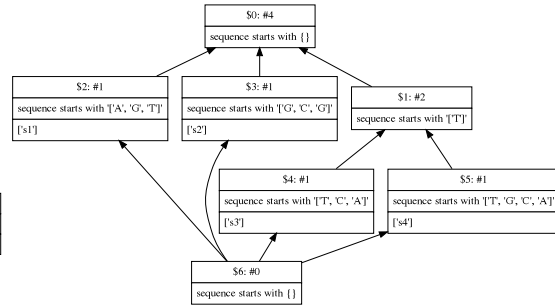 $0: #4
sequence starts with {}
$2: #1
sequence starts with '['A', 'G', 'T']'
['s1']
$3: #1
sequence starts with '['G', 'C', 'G']'
['s2']
$1: #2
sequence starts with '['T']'
$4: #1
sequence starts with '['T', 'C', 'A']'
['s3']
$5: #1
sequence starts with '['T', 'G', 'C', 'A']'
['s4']
$6: #0
sequence starts with {}